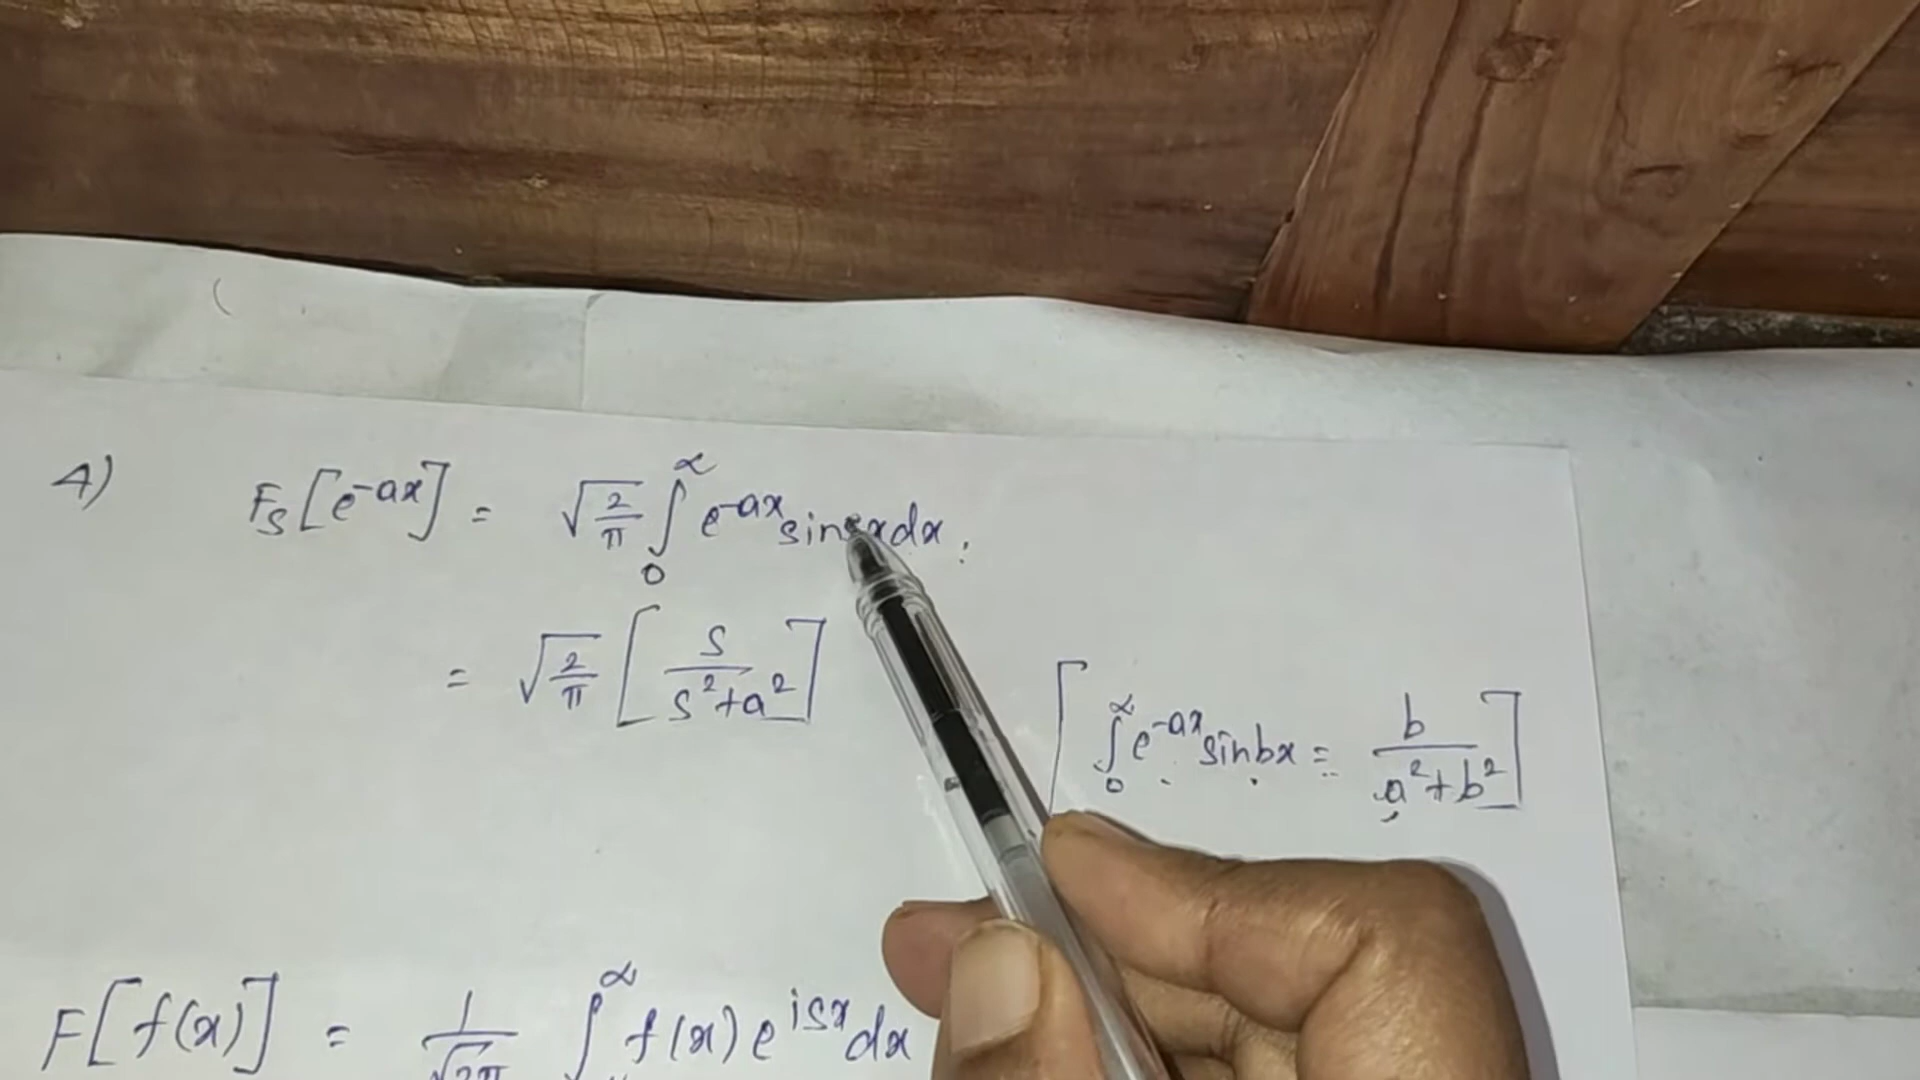 4) Fs[e^-ax] = √(2/π) ∫₀^∞ e^-ax sin sx dx.
= √(2/π) [s/(s²+a²)]
[∫₀^∞ e^-ax sin bx = b/(a²+b²)]
F[f(x)] = 1/√2π ∫^∞ f(x) e^isx dx